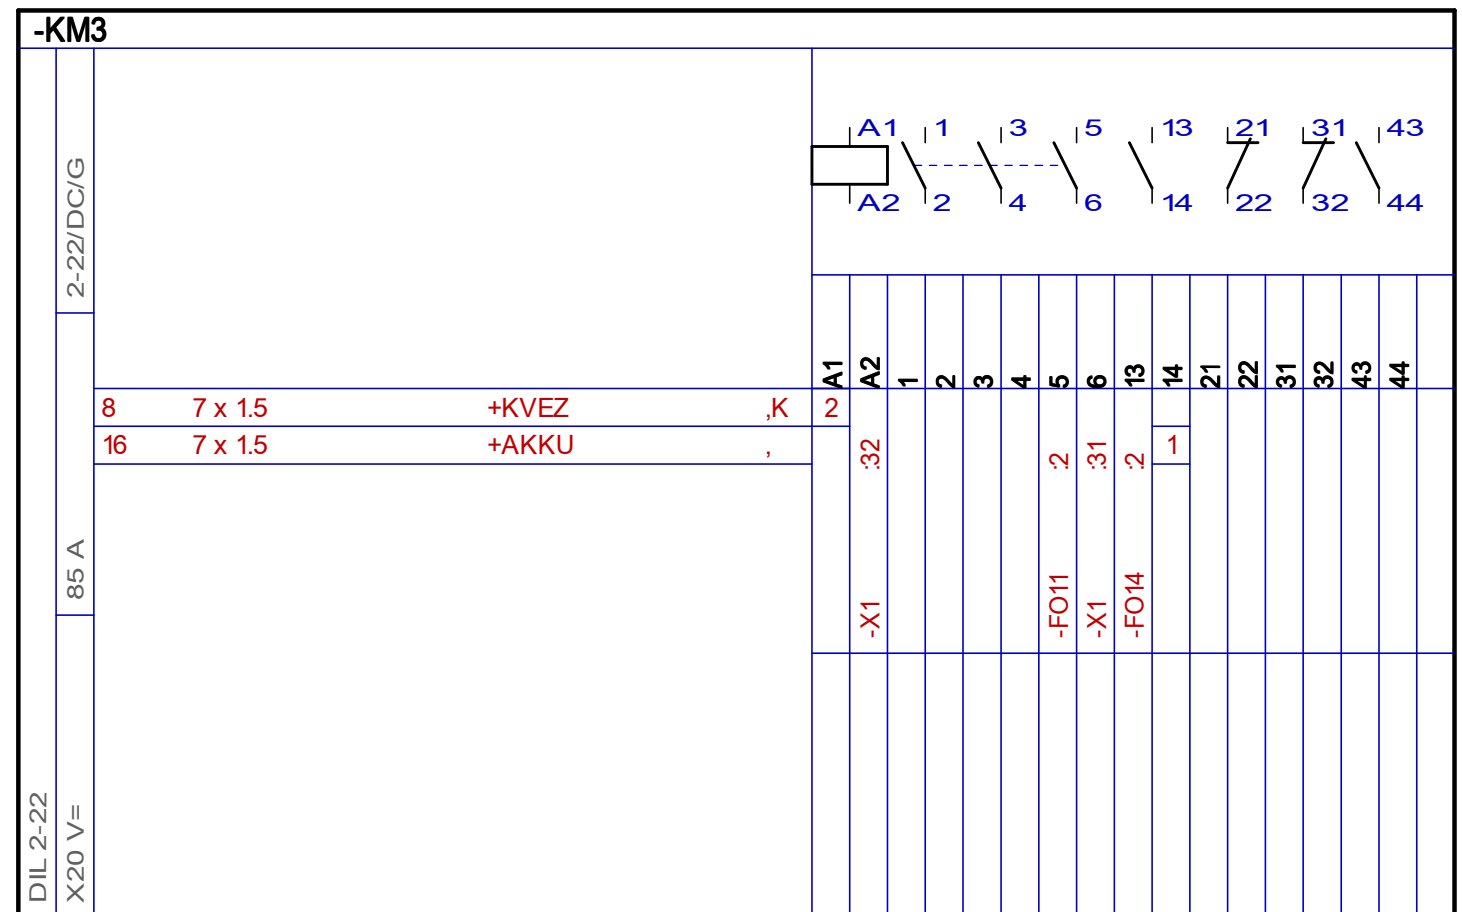 -KM3
2-22/DC/G
85 A
X20 V=
DIL 2-22
A1 1 3 5 13 21 31 43
A2 2 4 6 14 22 32 44
A1 A2 1 2 3 4 5 6 13 14 21 22 31 32 43 44
8 7 x 1.5 +KVEZ ,K 2
16 7 x 1.5 +AKKU , 1
-X1 :32
-FO11 :2
-X1 :31
-FO14 :2